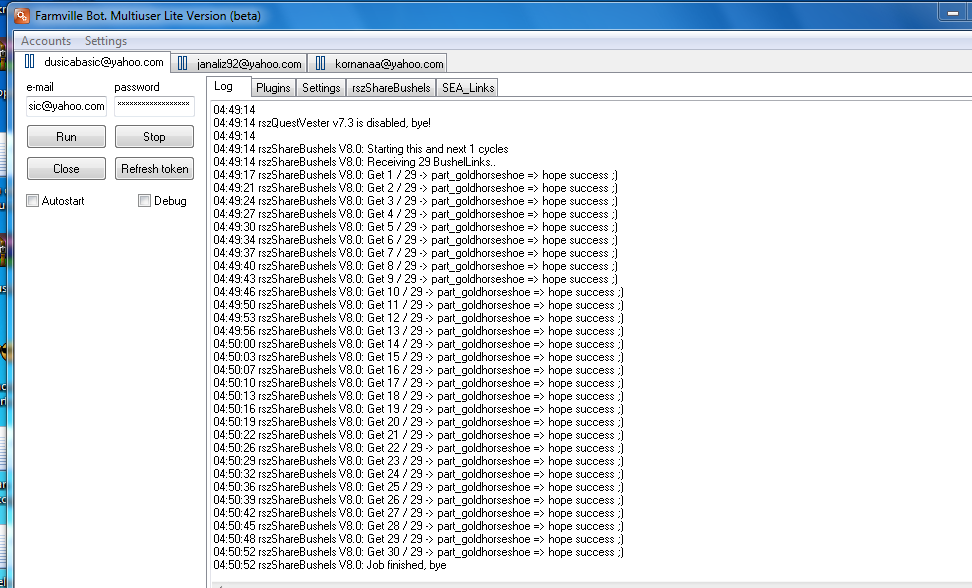 Farmville Bot. Multiuser Lite Version (beta)
Accounts Settings
dusicabasic@yahoo.com janaliz92@yahoo.com kornanaa@yahoo.com
e-mail password
sic@yahoo.com ******************
Run Stop
Close Refresh token
Autostart Debug
Log Plugins Settings rszShareBushels SEA_Links
04:49:14
04:49:14 rszQuestVester v7.3 is disabled, bye!
04:49:14
04:49:14 rszShareBushels V8.0: Starting this and next 1 cycles
04:49:14 rszShareBushels V8.0: Receiving 29 BushelLinks..
04:49:17 rszShareBushels V8.0: Get 1 / 29 -> part_goldhorseshoe => hope success ;)
04:49:21 rszShareBushels V8.0: Get 2 / 29 -> part_goldhorseshoe => hope success ;)
04:49:24 rszShareBushels V8.0: Get 3 / 29 -> part_goldhorseshoe => hope success ;)
04:49:27 rszShareBushels V8.0: Get 4 / 29 -> part_goldhorseshoe => hope success ;)
04:49:30 rszShareBushels V8.0: Get 5 / 29 -> part_goldhorseshoe => hope success ;)
04:49:34 rszShareBushels V8.0: Get 6 / 29 -> part_goldhorseshoe => hope success ;)
04:49:37 rszShareBushels V8.0: Get 7 / 29 -> part_goldhorseshoe => hope success ;)
04:49:40 rszShareBushels V8.0: Get 8 / 29 -> part_goldhorseshoe => hope success ;)
04:49:43 rszShareBushels V8.0: Get 9 / 29 -> part_goldhorseshoe => hope success ;)
04:49:46 rszShareBushels V8.0: Get 10 / 29 -> part_goldhorseshoe => hope success ;)
04:49:50 rszShareBushels V8.0: Get 11 / 29 -> part_goldhorseshoe => hope success ;)
04:49:53 rszShareBushels V8.0: Get 12 / 29 -> part_goldhorseshoe => hope success ;)
04:49:56 rszShareBushels V8.0: Get 13 / 29 -> part_goldhorseshoe => hope success ;)
04:50:00 rszShareBushels V8.0: Get 14 / 29 -> part_goldhorseshoe => hope success ;)
04:50:03 rszShareBushels V8.0: Get 15 / 29 -> part_goldhorseshoe => hope success ;)
04:50:07 rszShareBushels V8.0: Get 16 / 29 -> part_goldhorseshoe => hope success ;)
04:50:10 rszShareBushels V8.0: Get 17 / 29 -> part_goldhorseshoe => hope success ;)
04:50:13 rszShareBushels V8.0: Get 18 / 29 -> part_goldhorseshoe => hope success ;)
04:50:16 rszShareBushels V8.0: Get 19 / 29 -> part_goldhorseshoe => hope success ;)
04:50:19 rszShareBushels V8.0: Get 20 / 29 -> part_goldhorseshoe => hope success ;)
04:50:22 rszShareBushels V8.0: Get 21 / 29 -> part_goldhorseshoe => hope success ;)
04:50:26 rszShareBushels V8.0: Get 22 / 29 -> part_goldhorseshoe => hope success ;)
04:50:29 rszShareBushels V8.0: Get 23 / 29 -> part_goldhorseshoe => hope success ;)
04:50:32 rszShareBushels V8.0: Get 24 / 29 -> part_goldhorseshoe => hope success ;)
04:50:36 rszShareBushels V8.0: Get 25 / 29 -> part_goldhorseshoe => hope success ;)
04:50:39 rszShareBushels V8.0: Get 26 / 29 -> part_goldhorseshoe => hope success ;)
04:50:42 rszShareBushels V8.0: Get 27 / 29 -> part_goldhorseshoe => hope success ;)
04:50:45 rszShareBushels V8.0: Get 28 / 29 -> part_goldhorseshoe => hope success ;)
04:50:48 rszShareBushels V8.0: Get 29 / 29 -> part_goldhorseshoe => hope success ;)
04:50:52 rszShareBushels V8.0: Get 30 / 29 -> part_goldhorseshoe => hope success ;)
04:50:52 rszShareBushels V8.0: Job finished, bye